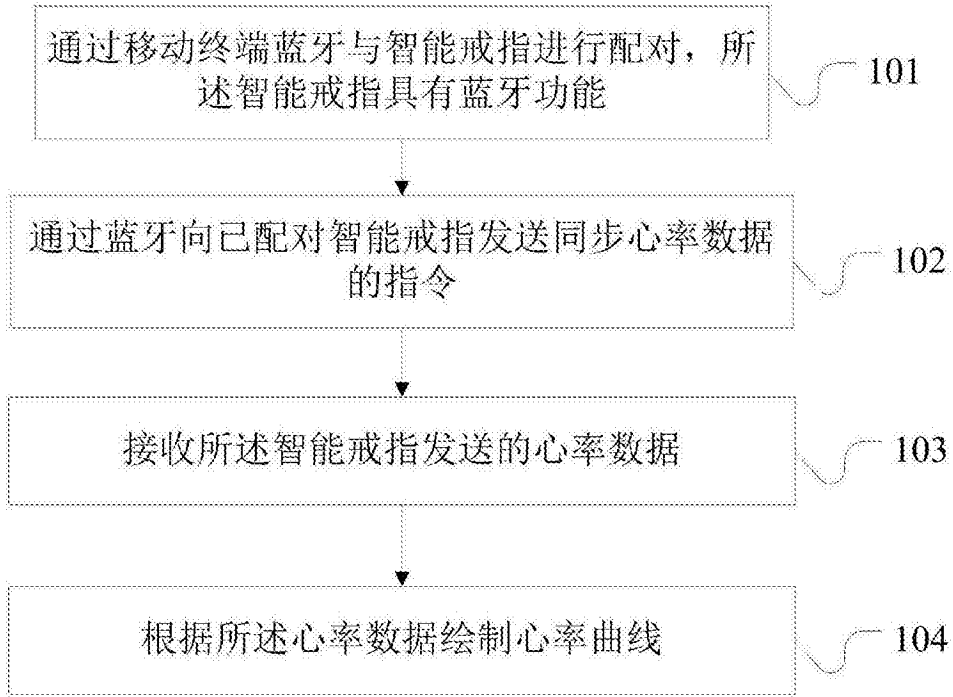 通过移动终端蓝牙与智能戒指进行配对，所
述智能戒指具有蓝牙功能
101
通过蓝牙向己配对智能戒指发送同步心率数据
的指令
102
接收所述智能戒指发送的心率数据
103
根据所述心率数据绘制心率曲线
104